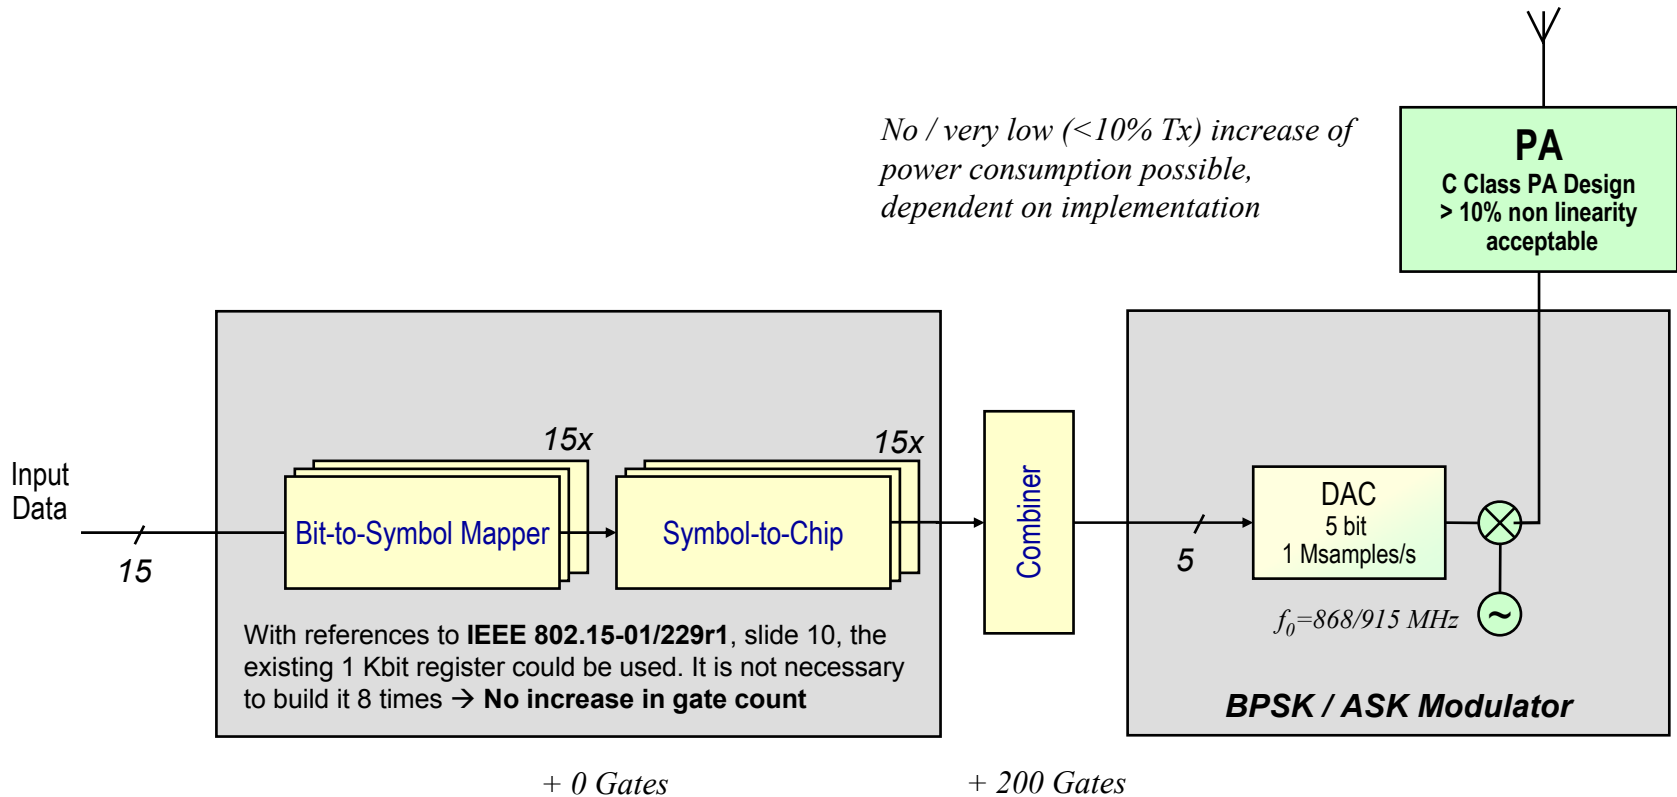 No / very low (<10% Tx) increase of
power consumption possible,
dependent on implementation
PA
C Class PA Design
> 10% non linearity
acceptable
Input
Data
15
15x
Bit-to-Symbol Mapper
15x
Symbol-to-Chip
With references to IEEE 802.15-01/229r1, slide 10, the
existing 1 Kbit register could be used. It is not necessary
to build it 8 times → No increase in gate count
Combiner
5
DAC
5 bit
1 Msamples/s
~
f0=868/915 MHz
BPSK / ASK Modulator
+ 0 Gates
+ 200 Gates